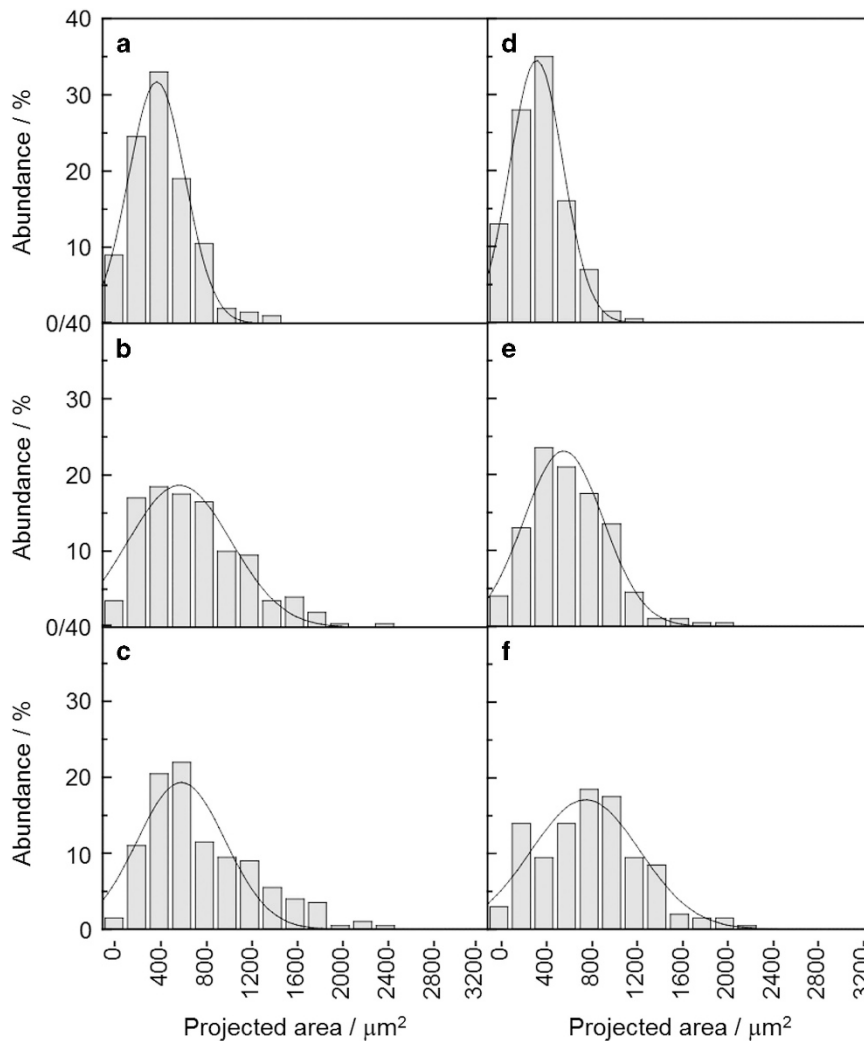 40
a
d
Abundance / %
30
20
10
0/40
b
e
Abundance / %
30
20
10
0/40
c
f
Abundance / %
30
20
10
0
0-
400-
800-
1200-
1600-
2000-
2400-
2800-
3200-
0-
400-
800-
1200-
1600-
2000-
2400-
2800-
3200-
Projected area / μm²
Projected area / μm²